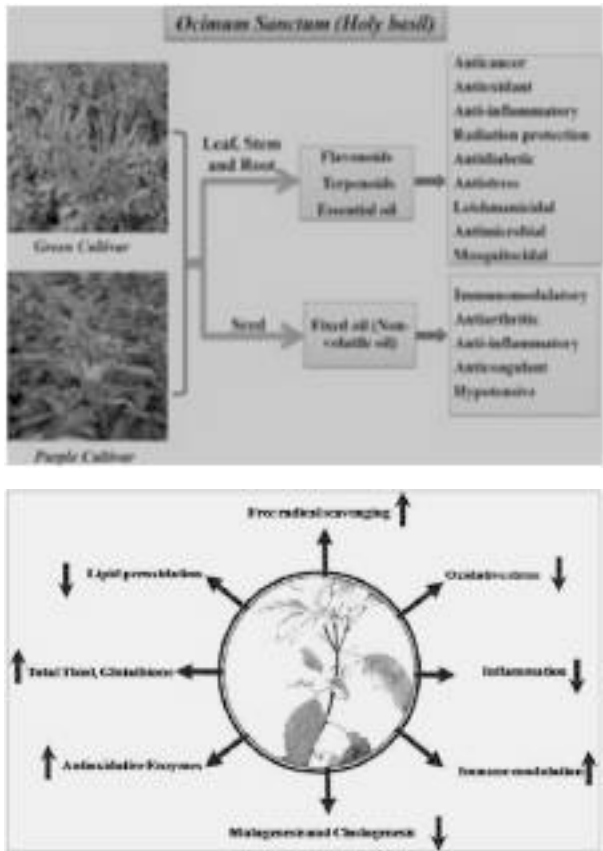 Ocimum Sanctum (Holy basil)
Green Cultivar
Purple Cultivar
Leaf, Stem
and Root
Seed
Flavonoids
Terpenoids
Essential oil
Fixed oil (Non-
volatile oil)
Anticancer
Antioxidant
Anti-inflammatory
Radiation protection
Antidiabetic
Antistress
Leishmanicidal
Antimicrobial
Mosquitocidal
Immunomodulatory
Antiarthritic
Anti-inflammatory
Anticoagulant
Hypotensive
Free radical scavenging
Lipid peroxidation
Oxidative stress
Total Thiol, Glutathione
Inflammation
Antioxidative Enzymes
Immune modulation
and